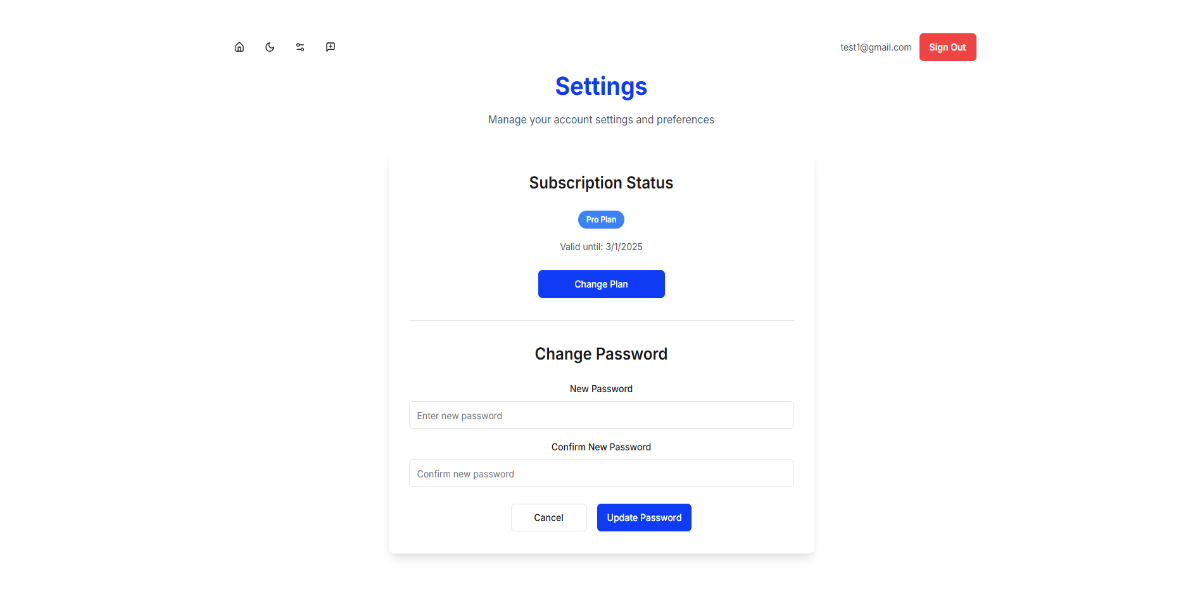 test1@gmail.com
Sign Out
Settings
Manage your account settings and preferences
Subscription Status
Pro Plan
Valid until: 3/1/2025
Change Plan
Change Password
New Password
Enter new password
Confirm New Password
Confirm new password
Cancel
Update Password